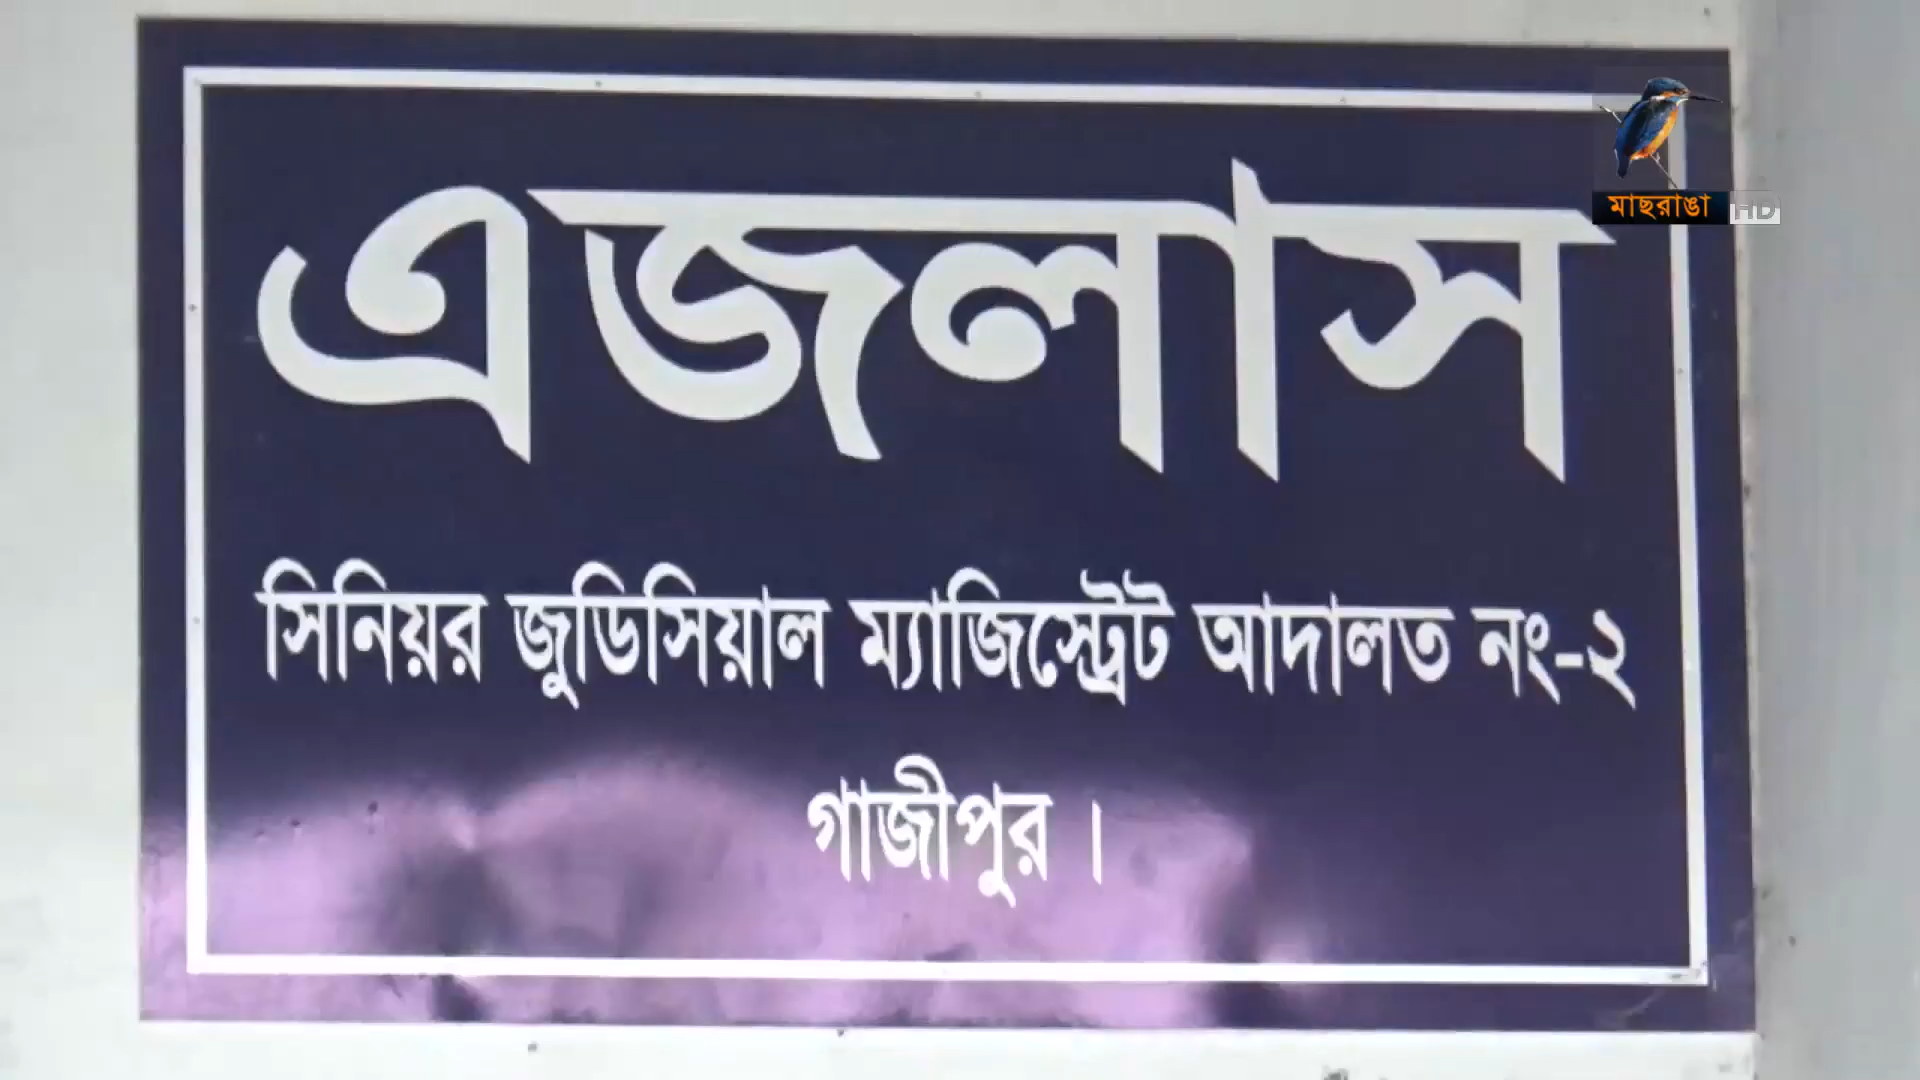 এজলাস
সিনিয়র জুডিসিয়াল ম্যাজিস্ট্রেট আদালত নং-২
গাজীপুর ।
মাছরাঙা HD